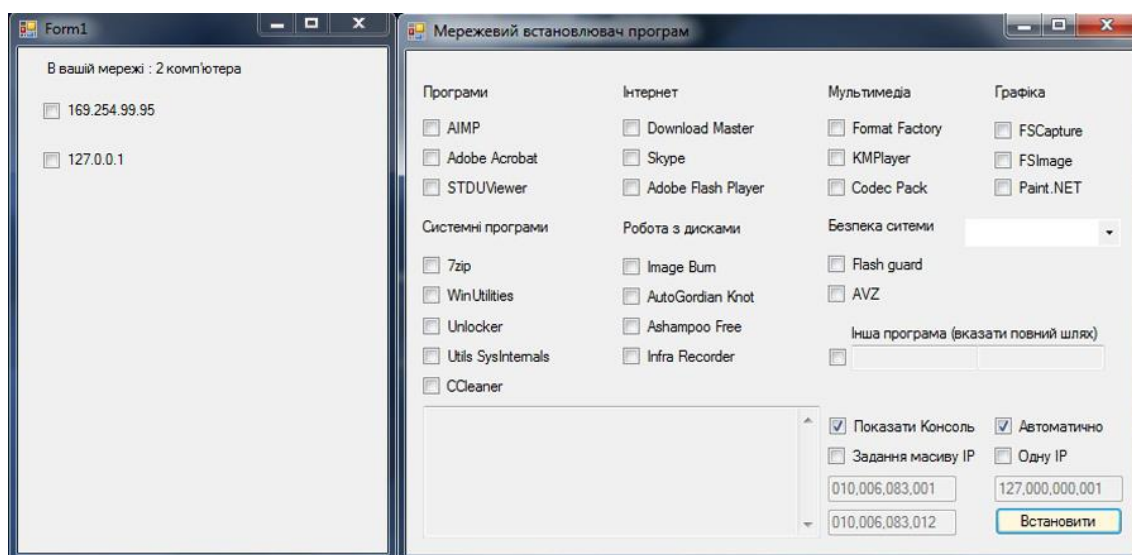 Form1
В вашій мережі : 2 комп'ютера
169.254.99.95
127.0.0.1
Мережевий встановлювач програм
Програми
AIMP
Adobe Acrobat
STDUViewer
Інтернет
Download Master
Skype
Adobe Flash Player
Мультимедіа
Format Factory
KMPlayer
Codec Pack
Графіка
FSCapture
FSImage
Paint.NET
Системні програми
7zip
WinUtilities
Unlocker
Utils SysInternals
CCleaner
Робота з дисками
Image Burn
AutoGordian Knot
Ashampoo Free
Infra Recorder
Безпека ситеми
Flash guard
AVZ
Інша програма (вказати повний шлях)
Показати Консоль
Автоматично
Задання масиву IP
Одну IP
010,006,083,001
127,000,000,001
010,006,083,012
Встановити